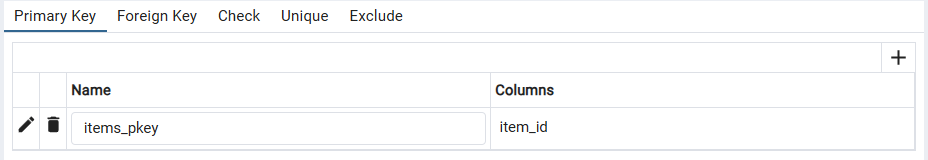 Primary Key Foreign Key Check Unique Exclude
Name Columns
items_pkey item_id